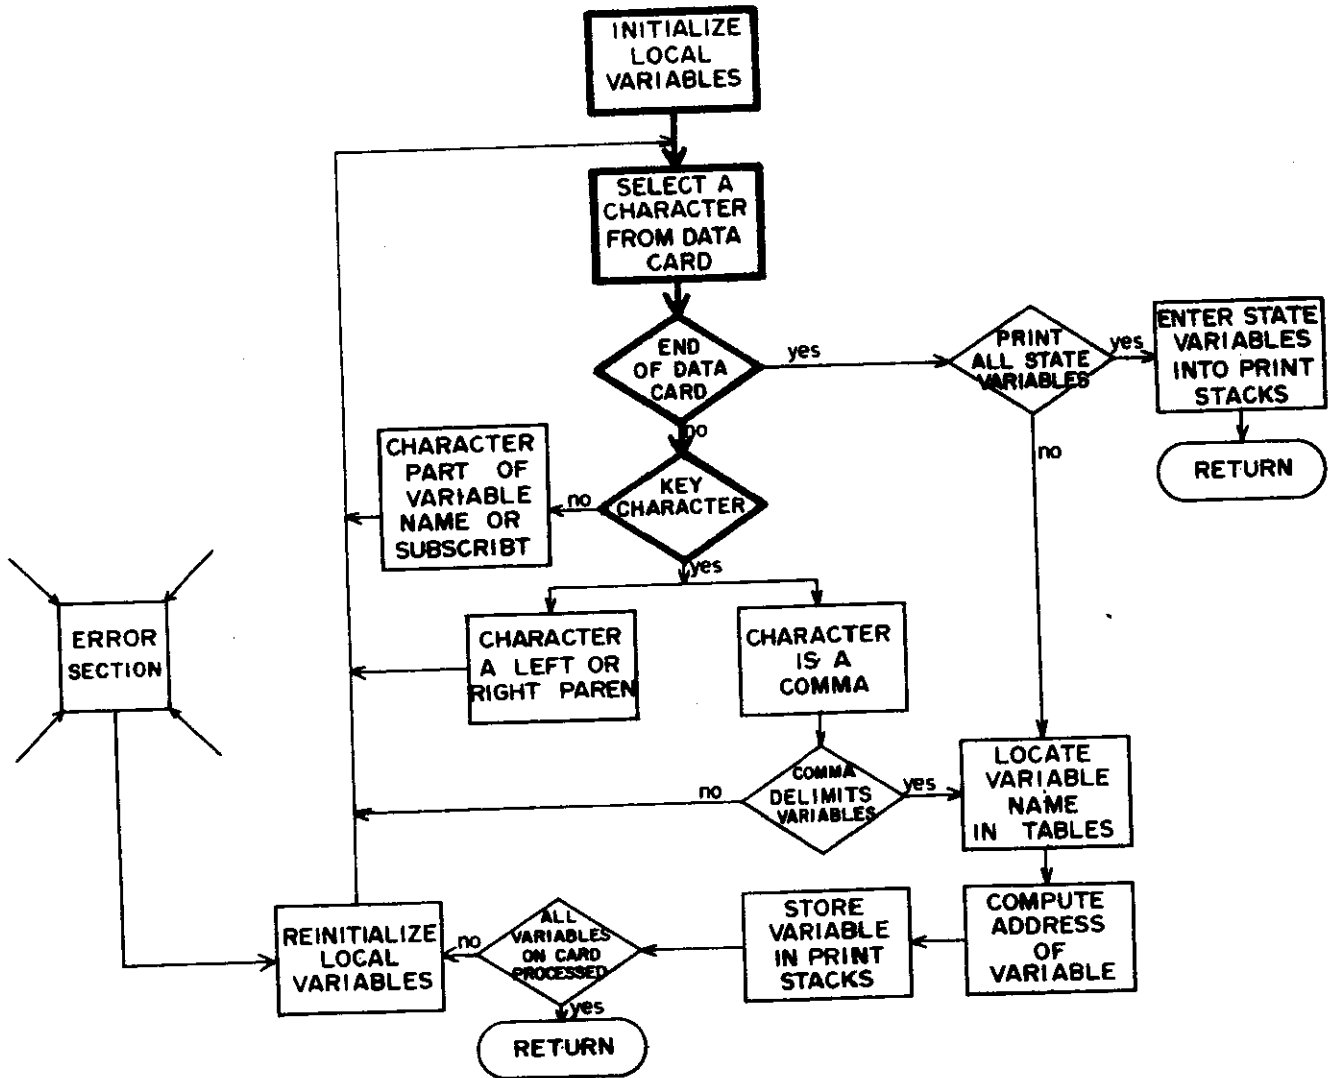 INITIALIZE
LOCAL
VARIABLES
SELECT A
CHARACTER
FROM DATA
CARD
END
OF DATA
CARD
yes
no
PRINT
ALL STATE
VARIABLES
yes
no
ENTER STATE
VARIABLES
INTO PRINT
STACKS
RETURN
KEY
CHARACTER
no
yes
CHARACTER
PART OF
VARIABLE
NAME OR
SUBSCRIBT
CHARACTER
A LEFT OR
RIGHT PAREN
CHARACTER
IS A
COMMA
ERROR
SECTION
COMMA
DELIMITS
VARIABLES
no
yes
LOCATE
VARIABLE
NAME
IN TABLES
COMPUTE
ADDRESS
OF
VARIABLE
STORE
VARIABLE
IN PRINT
STACKS
ALL
VARIABLES
ON CARD
PROCESSED
no
yes
REINITIALIZE
LOCAL
VARIABLES
RETURN